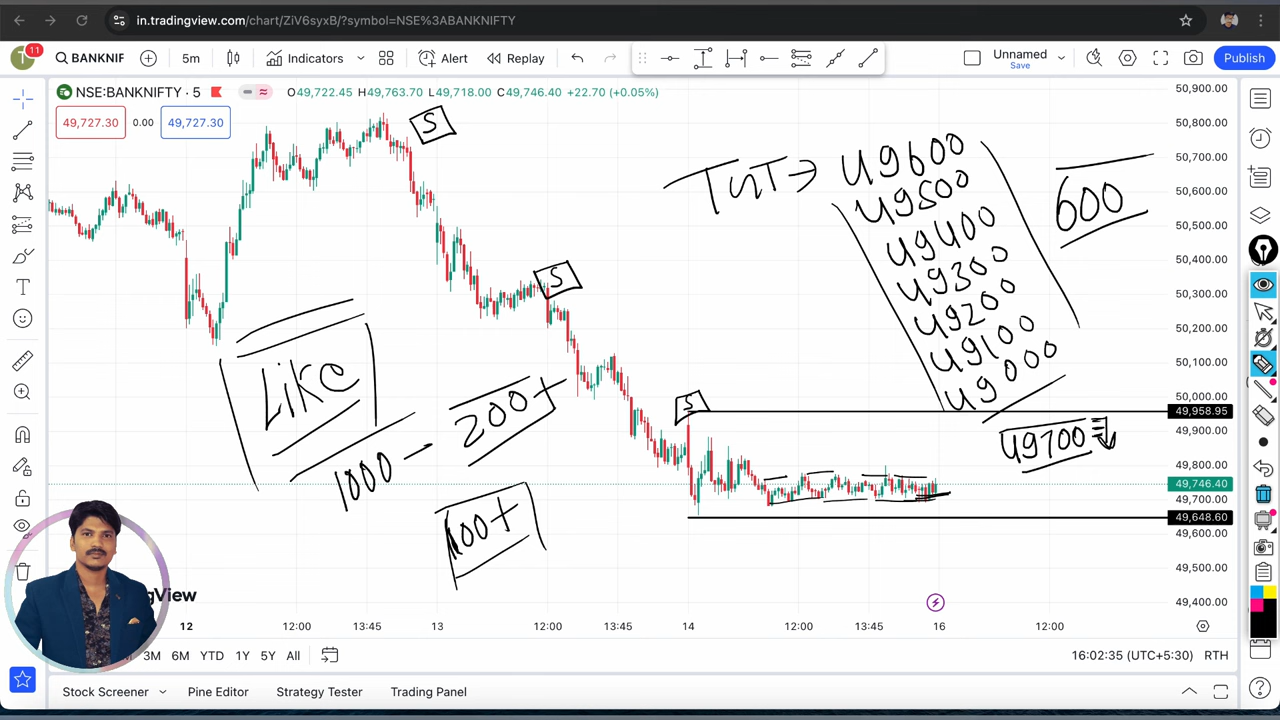 in.tradingview.com/chart/ZiV6syxB/?symbol=NSE%3ABANKNIFTY
T 11 BANKNIF 5m Indicators Alert Replay Unnamed Save Publish
NSE:BANKNIFTY · 5 O49,722.45 H49,763.70 L49,718.00 C49,746.40 +22.70 (+0.05%)
49,727.30 0.00 49,727.30
S
S
S
TGT → 49600
49500
49400
49300
49200
49100
49000
600
49700
Like
1000 - 200+
400+
50,900.00
50,800.00
50,700.00
50,600.00
50,500.00
50,400.00
50,300.00
50,200.00
50,100.00
50,000.00
49,958.95
49,900.00
49,800.00
49,746.40
49,700.00
49,648.60
49,600.00
49,500.00
49,400.00
gView
12 12:00 13:45 13 12:00 13:45 14 12:00 13:45 16 12:00
3M 6M YTD 1Y 5Y All 16:02:35 (UTC+5:30) RTH
Stock Screener Pine Editor Strategy Tester Trading Panel